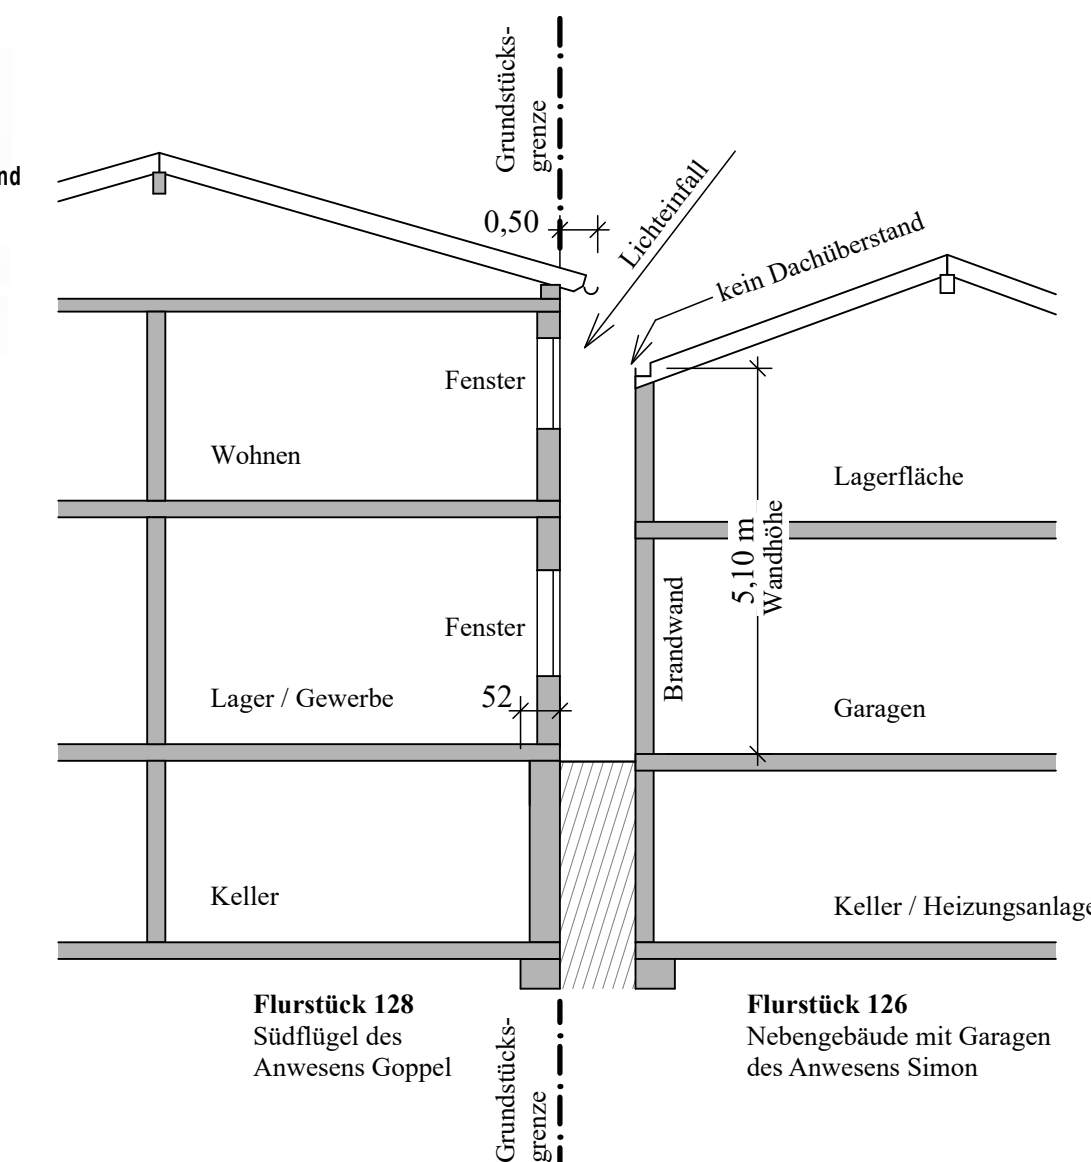 Grundstücks-
grenze
nd
0,50
Lichteinfall
kein Dachüberstand
Fenster
Wohnen
Lagerfläche
5,10 m
Wandhöhe
Fenster
Brandwand
52
Lager / Gewerbe
Garagen
Keller
Keller / Heizungsanlage
Flurstück 128
Südflügel des
Anwesens Goppel
Flurstück 126
Nebengebäude mit Garagen
des Anwesens Simon
Grundstücks-
grenze